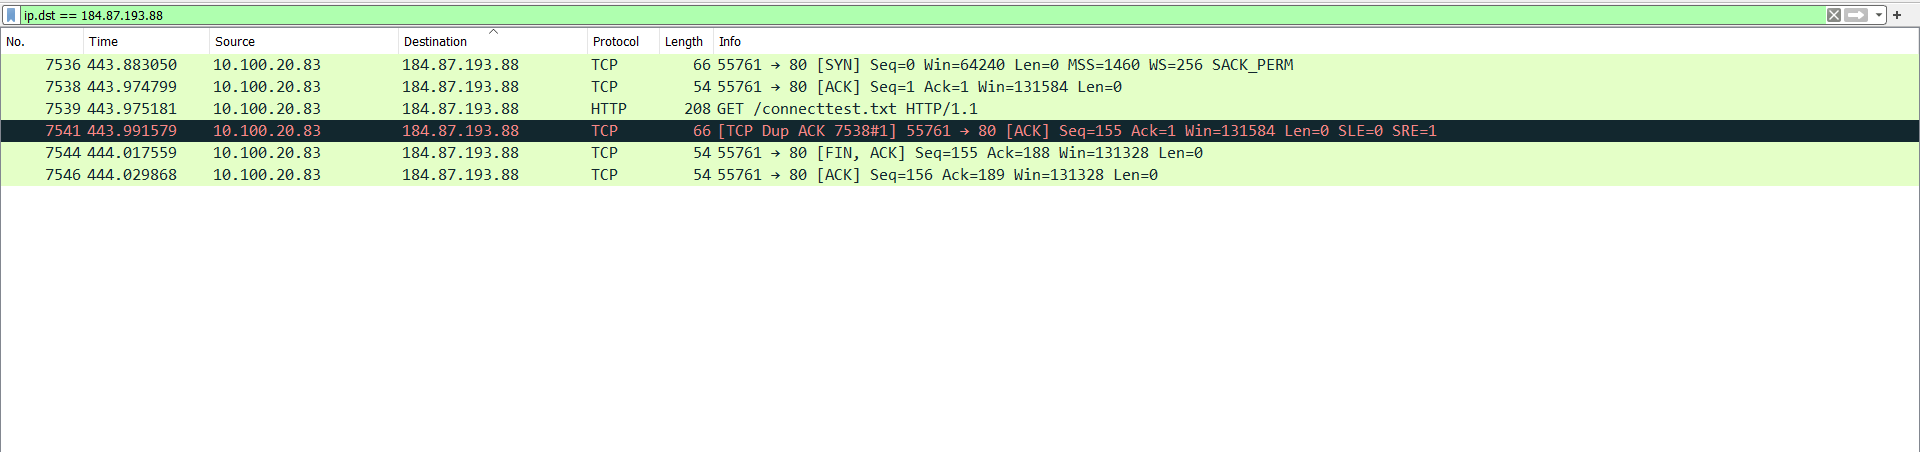 ip.dst == 184.87.193.88
No. Time Source Destination Protocol Length Info
7536 443.883050 10.100.20.83 184.87.193.88 TCP 66 55761 → 80 [SYN] Seq=0 Win=64240 Len=0 MSS=1460 WS=256 SACK_PERM
7538 443.974799 10.100.20.83 184.87.193.88 TCP 54 55761 → 80 [ACK] Seq=1 Ack=1 Win=131584 Len=0
7539 443.975181 10.100.20.83 184.87.193.88 HTTP 208 GET /connecttest.txt HTTP/1.1
7541 443.991579 10.100.20.83 184.87.193.88 TCP 66 [TCP Dup ACK 7538#1] 55761 → 80 [ACK] Seq=155 Ack=1 Win=131584 Len=0 SLE=0 SRE=1
7544 444.017559 10.100.20.83 184.87.193.88 TCP 54 55761 → 80 [FIN, ACK] Seq=155 Ack=188 Win=131328 Len=0
7546 444.029868 10.100.20.83 184.87.193.88 TCP 54 55761 → 80 [ACK] Seq=156 Ack=189 Win=131328 Len=0